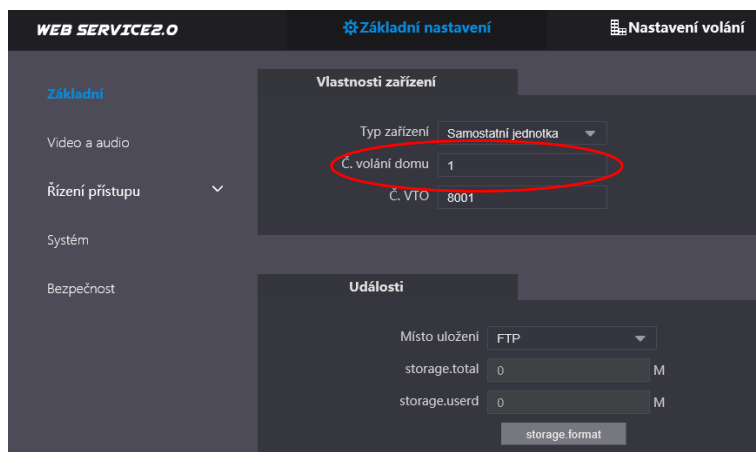 WEB SERVICE2.0
Základní nastavení
Nastavení volání
Základní
Video a audio
Řízení přístupu
Systém
Bezpečnost
Vlastnosti zařízení
Typ zařízení Samostatní jednotka
Č. volání domu 1
Č. VTO 8001
Události
Místo uložení FTP
storage.total 0 M
storage.userd 0 M
storage.format